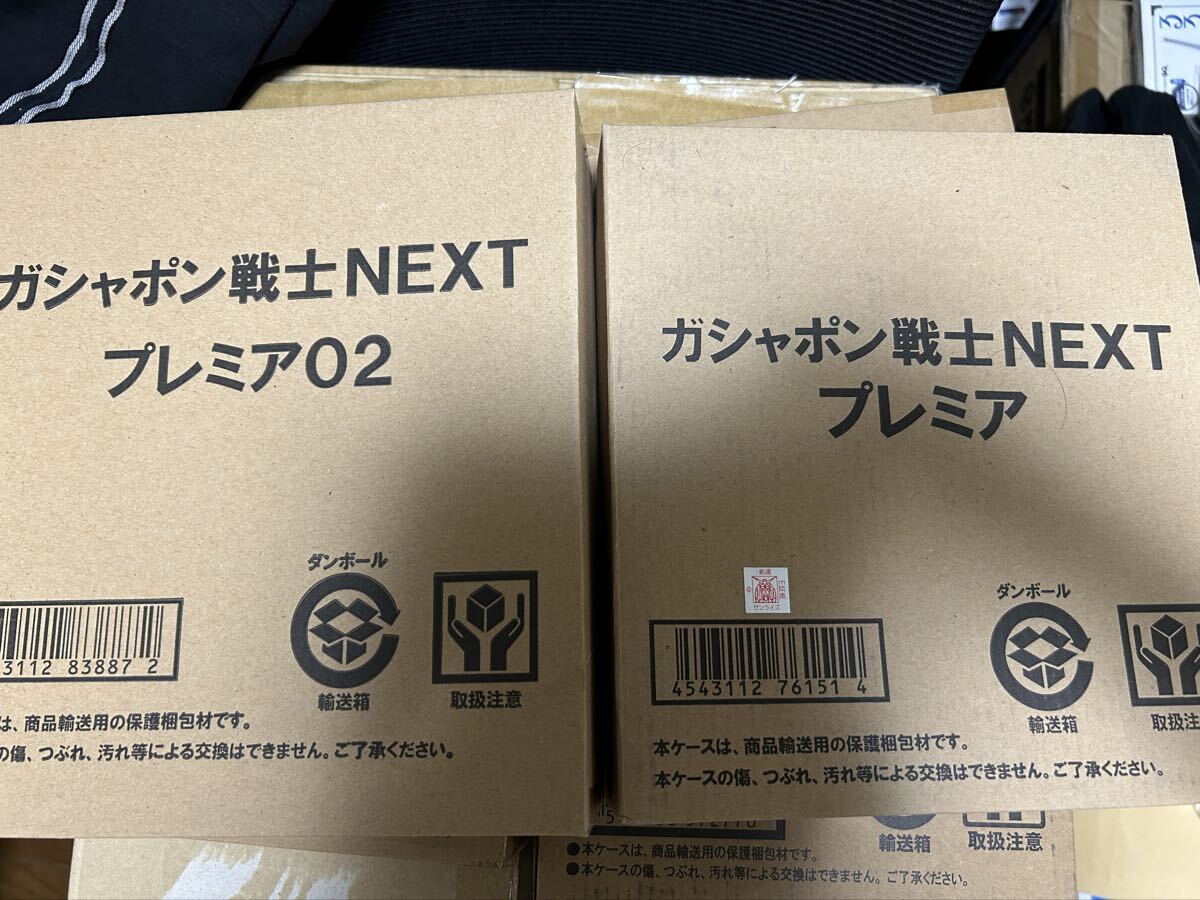 ガシャポン戦士NEXT
プレミア02
ダンボール
輸送箱
取扱注意
3112 83887 2
は、商品輸送用の保護梱包材です。
の傷、つぶれ、汚れ等による交換はできません。ご了承ください。
ガシャポン戦士NEXT
プレミア
創通
サンライズ
ダンボール
輸送箱
取扱注
4543112 76151 4
本ケースは、商品輸送用の保護梱包材です。
本ケースの傷、つぶれ、汚れ等による交換はできません。ご了承ください。
輸送箱
取扱注意
●本ケースは、商品輸送用の保護梱包材です。
●本ケースの傷、つぶれ、汚れ等による交換はできません。ご了承ください。